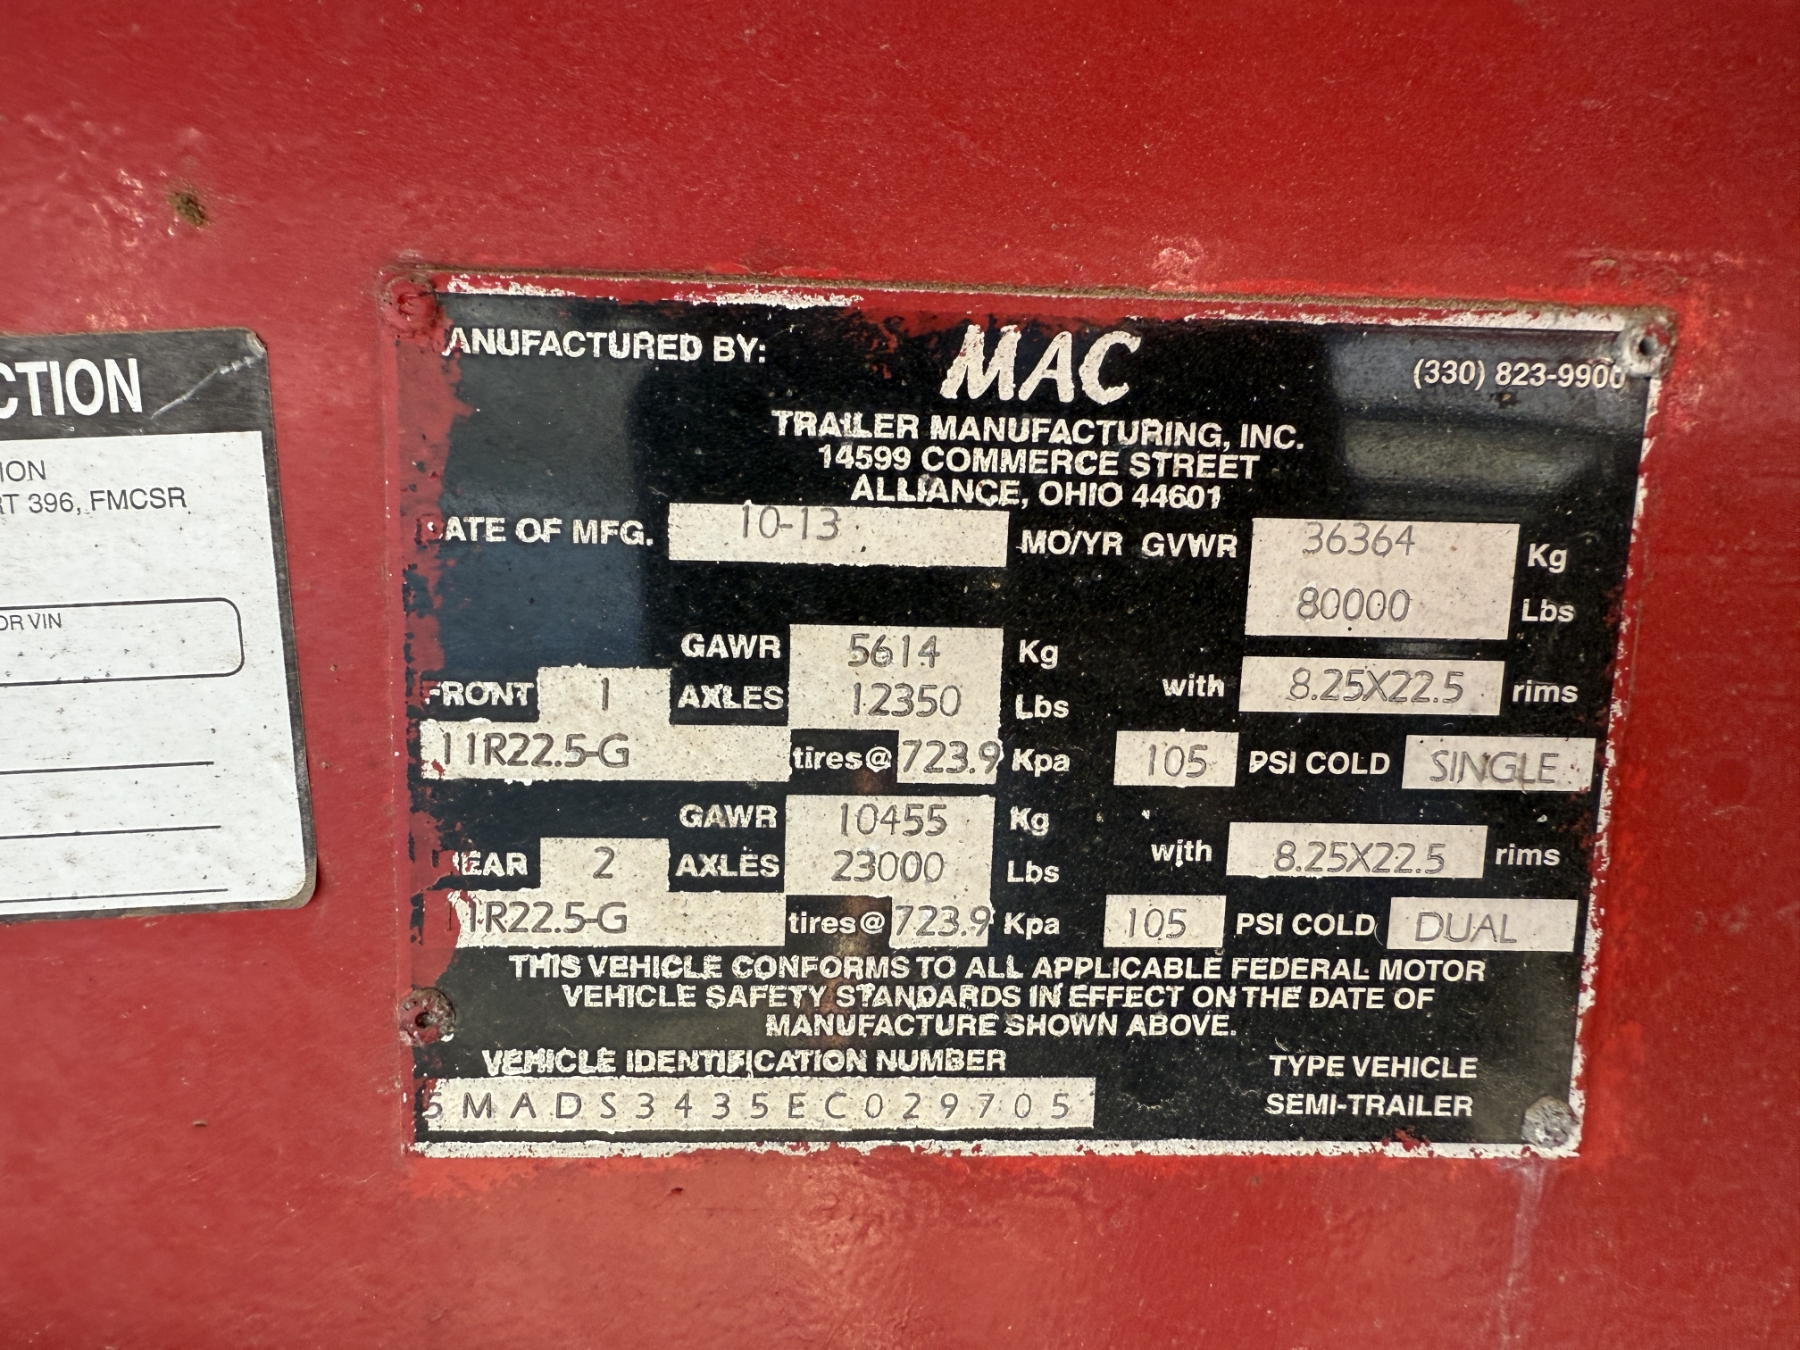 CTION
ION
RT 396, FMCSR
OR VIN
ANUFACTURED BY: MAC (330) 823-9900
TRAILER MANUFACTURING, INC.
14599 COMMERCE STREET
ALLIANCE, OHIO 44601
DATE OF MFG. 10-13 MO/YR GVWR 36364 Kg
80000 Lbs
GAWR 5614 Kg
FRONT 1 AXLES 12350 Lbs with 8.25X22.5 rims
11R22.5-G tires@ 723.9 Kpa 105 PSI COLD SINGLE
GAWR 10455 Kg
REAR 2 AXLES 23000 Lbs with 8.25X22.5 rims
11R22.5-G tires@ 723.9 Kpa 105 PSI COLD DUAL
THIS VEHICLE CONFORMS TO ALL APPLICABLE FEDERAL MOTOR
VEHICLE SAFETY STANDARDS IN EFFECT ON THE DATE OF
MANUFACTURE SHOWN ABOVE.
VEHICLE IDENTIFICATION NUMBER TYPE VEHICLE
5MADS3435EC029705 SEMI-TRAILER